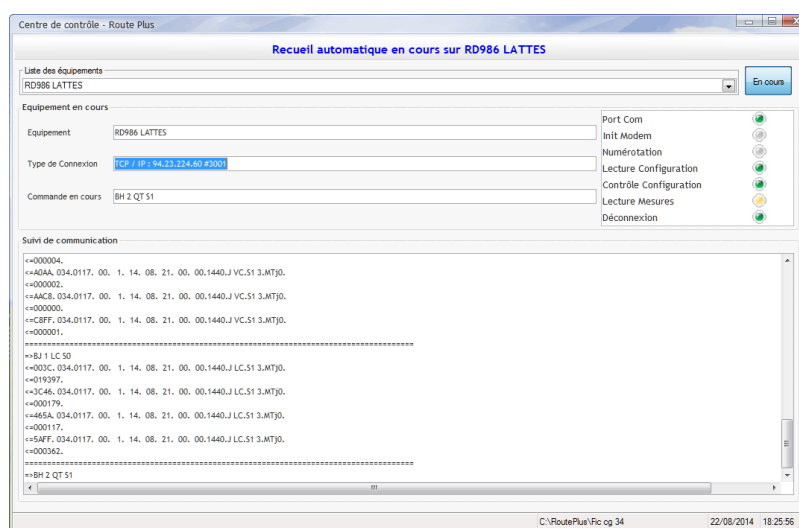 Centre de contrôle - Route Plus
Recueil automatique en cours sur RD986 LATTES
Liste des équipements
RD986 LATTES
En cours
Equipement en cours
Equipement
RD986 LATTES
Type de Connexion
TCP / IP : 94.23.224.60 #3001
Commande en cours
BH 2 QT S1
Port Com
Init Modem
Numérotation
Lecture Configuration
Contrôle Configuration
Lecture Mesures
Déconnexion
Suivi de communication
<=000004.
<=A0AA. 034.0117. 00. 1. 14. 08. 21. 00. 00.1440.J VC.S1 3.MTj0.
<=000002.
<=AAC8. 034.0117. 00. 1. 14. 08. 21. 00. 00.1440.J VC.S1 3.MTj0.
<=000000.
<=C8FF. 034.0117. 00. 1. 14. 08. 21. 00. 00.1440.J VC.S1 3.MTj0.
<=000001.
==========================================================================================
=>BJ 1 LC S0
<=003C. 034.0117. 00. 1. 14. 08. 21. 00. 00.1440.J LC.S1 3.MTj0.
<=019397.
<=3C46. 034.0117. 00. 1. 14. 08. 21. 00. 00.1440.J LC.S1 3.MTj0.
<=000179.
<=465A. 034.0117. 00. 1. 14. 08. 21. 00. 00.1440.J LC.S1 3.MTj0.
<=000117.
<=5AFF. 034.0117. 00. 1. 14. 08. 21. 00. 00.1440.J LC.S1 3.MTj0.
<=000362.
==========================================================================================
=>BH 2 QT S1
C:\RoutePlus\Fic cg 34
22/08/2014
18:25:56